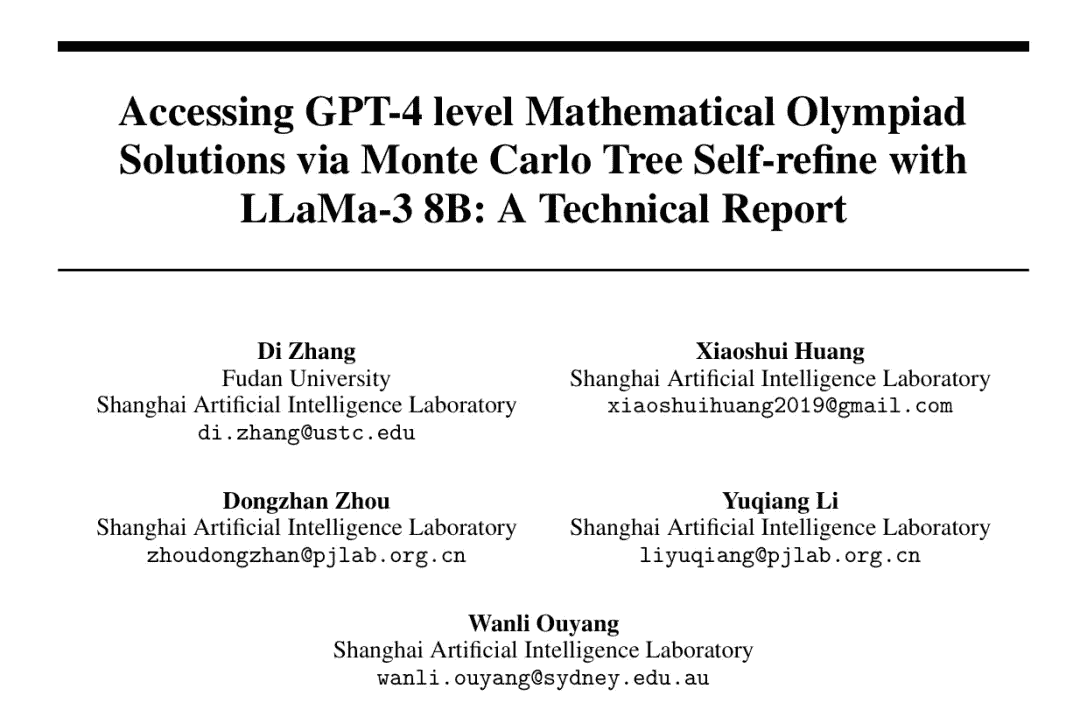 Accessing GPT-4 level Mathematical Olympiad
Solutions via Monte Carlo Tree Self-refine with
LLaMa-3 8B: A Technical Report
Di Zhang
Fudan University
Shanghai Artificial Intelligence Laboratory
di.zhang@ustc.edu
Xiaoshui Huang
Shanghai Artificial Intelligence Laboratory
xiaoshuihuang2019@gmail.com
Dongzhan Zhou
Shanghai Artificial Intelligence Laboratory
zhoudongzhan@pjlab.org.cn
Yuqiang Li
Shanghai Artificial Intelligence Laboratory
liyuqiang@pjlab.org.cn
Wanli Ouyang
Shanghai Artificial Intelligence Laboratory
wanli.ouyang@sydney.edu.au